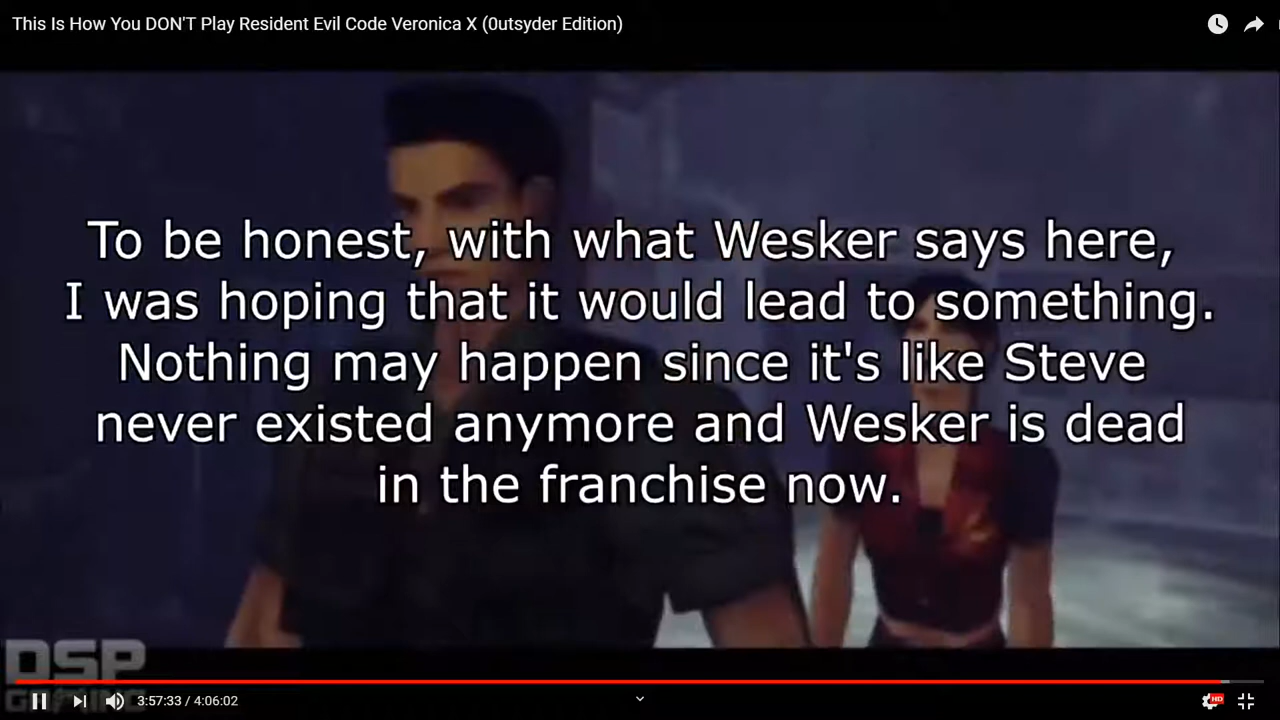 This Is How You DON'T Play Resident Evil Code Veronica X (0utsyder Edition)
To be honest, with what Wesker says here,
I was hoping that it would lead to something.
Nothing may happen since it's like Steve
never existed anymore and Wesker is dead
in the franchise now.
DSP
GAMING
3:57:33 / 4:06:02
HD